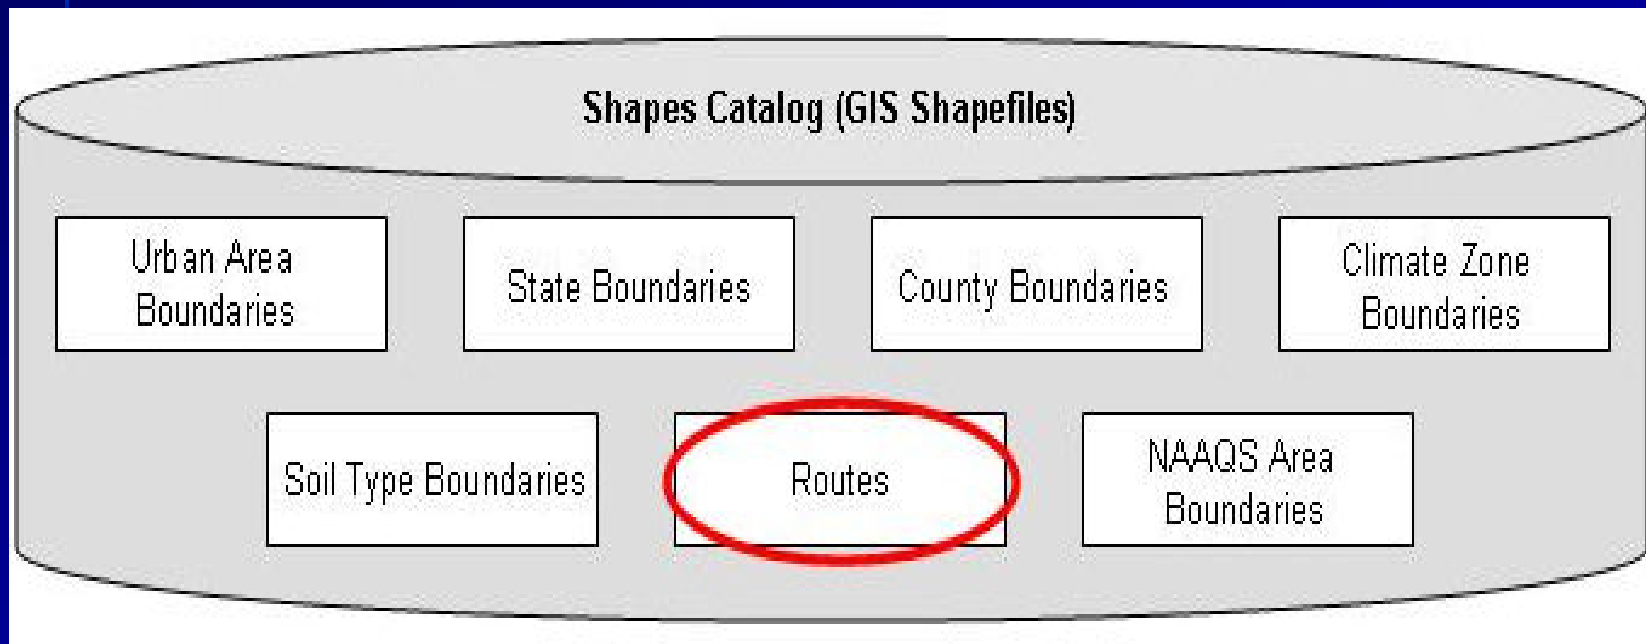 Shapes Catalog (GIS Shapefiles)
Urban Area
Boundaries
State Boundaries
County Boundaries
Climate Zone
Boundaries
Soil Type Boundaries
Routes
NAAQS Area
Boundaries